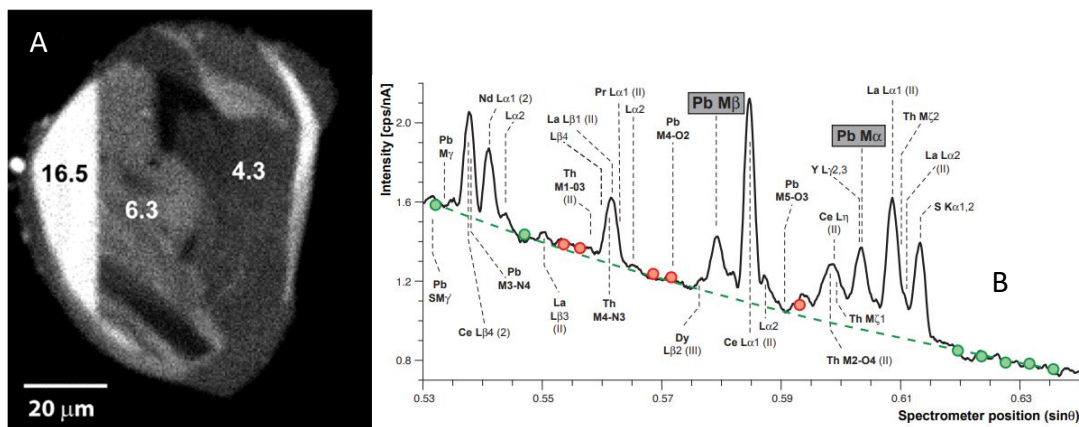 A
16.5
6.3
4.3
20 µm
B
Intensity [cps/nA]
2.0
1.6
1.2
0.8
Pb
Mγ
Nd Lα1 (2)
Lα2
Pr Lα1 (II)
La Lβ1 (II)
Lα2
Lβ4
Th
M1-03
(II)
Pb
M4-O2
Pb Mβ
Pb
M5-O3
Pb Mα
La Lα1 (II)
Th Mζ2
Y Lγ2,3
La Lα2
(II)
Ce Lη
(II)
S Kα1,2
Pb
SMγ'
Ce Lβ4 (2)
Pb
M3-N4
La
Lβ3
(II)
Th
M4-N3
Dy
Lβ2 (III)
Ce Lα1 (II)
Lα2
Th Mζ1
Th M2-O4 (II)
0.53
0.55
0.57
0.59
0.61
0.63
Spectrometer position (sinθ)